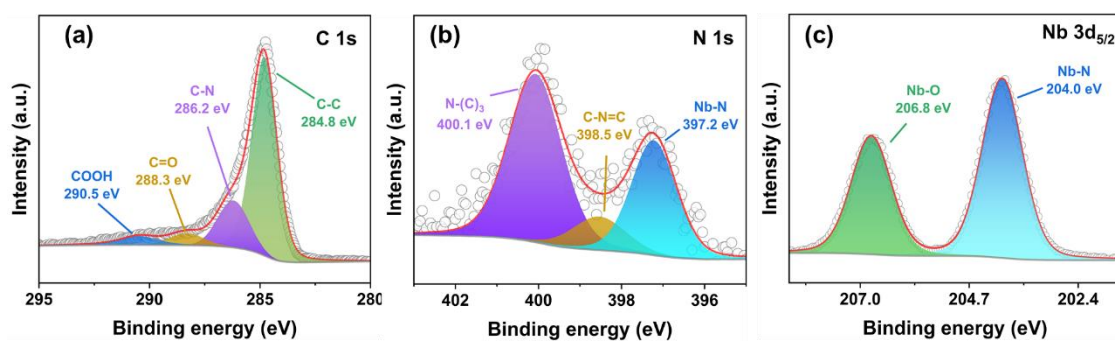 (a)
C 1s
C-N
286.2 eV
C-C
284.8 eV
C=O
288.3 eV
COOH
290.5 eV
Intensity (a.u.)
295
290
285
280
Binding energy (eV)
(b)
N 1s
N-(C)₃
400.1 eV
C-N=C
398.5 eV
Nb-N
397.2 eV
Intensity (a.u.)
402
400
398
396
Binding energy (eV)
(c)
Nb 3d₅/₂
Nb-O
206.8 eV
Nb-N
204.0 eV
Intensity (a.u.)
207.0
204.7
202.4
Binding energy (eV)